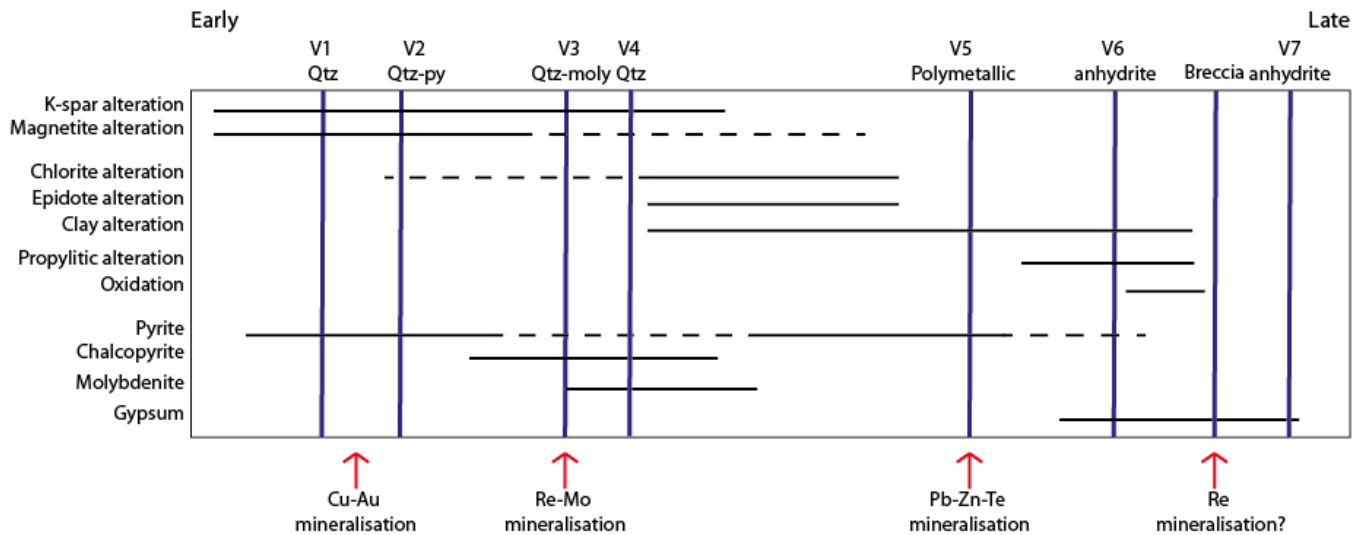 Early
Late
V1
V2
V3
V4
V5
V6
V7
Qtz
Qtz-py
Qtz-moly
Qtz
Polymetallic
anhydrite
Breccia
anhydrite
K-spar alteration
Magnetite alteration
Chlorite alteration
Epidote alteration
Clay alteration
Propylitic alteration
Oxidation
Pyrite
Chalcopyrite
Molybdenite
Gypsum
Cu-Au
mineralisation
Re-Mo
mineralisation
Pb-Zn-Te
mineralisation
Re
mineralisation?